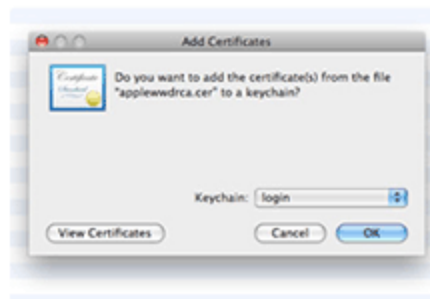 Add Certificates
Certificate
Do you want to add the certificate(s) from the file
"applewwdrca.cer" to a keychain?
Keychain: login
View Certificates
Cancel
OK